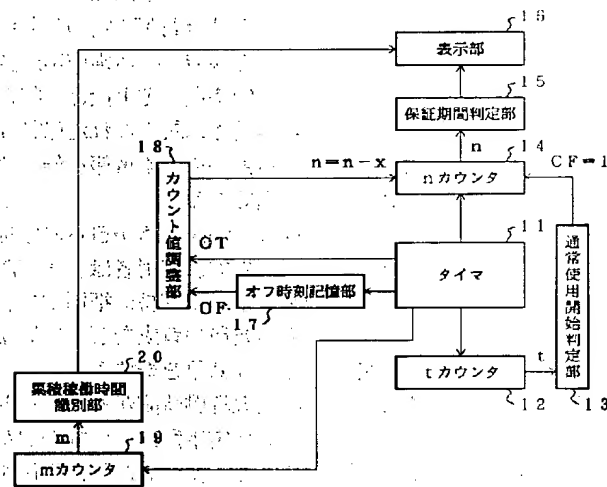 16
表示部
15
保証期間判定部
18
n
14
n=n-x
CF=1
カウント値調整部
nカウンタ
11
OT
タイマ
通常使用開始判定部
オフ時刻記憶部
OF
17
20
累積稼働時間
識別部
t
tカウンタ
12
13
m
19
mカウンタ